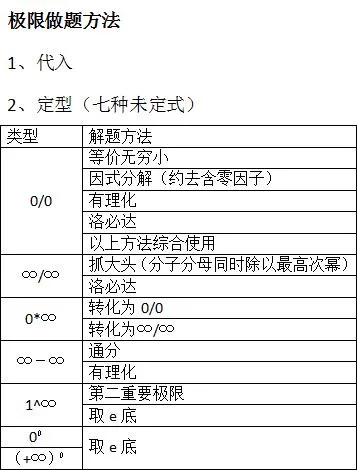 极限做题方法
1、代入
2、定型（七种未定式）
类型 解题方法
0/0
等价无穷小
因式分解（约去含零因子）
有理化
洛必达
以上方法综合使用
∞/∞
抓大头（分子分母同时除以最高次幂）
洛必达
0*∞
转化为 0/0
转化为∞/∞
∞－∞
通分
有理化
1^∞
第二重要极限
取 e 底
0⁰
（+∞）⁰
取 e 底